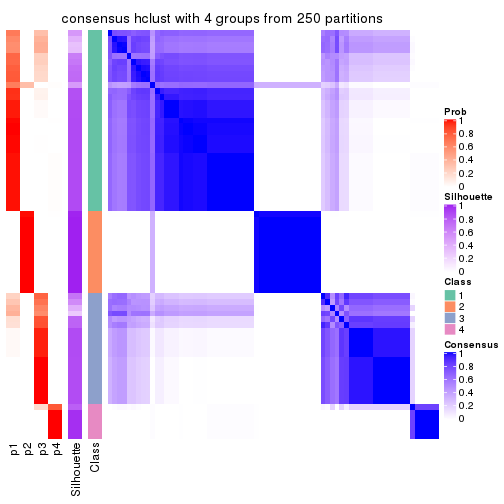 consensus hclust with 4 groups from 250 partitions
Prob
1
0.8
0.6
0.4
0.2
0
Silhouette
1
0.8
0.6
0.4
0.2
0
Class
1
2
3
4
Consensus
1
0.8
0.6
0.4
0.2
0
p1
p2
p3
p4
Silhouette
Class